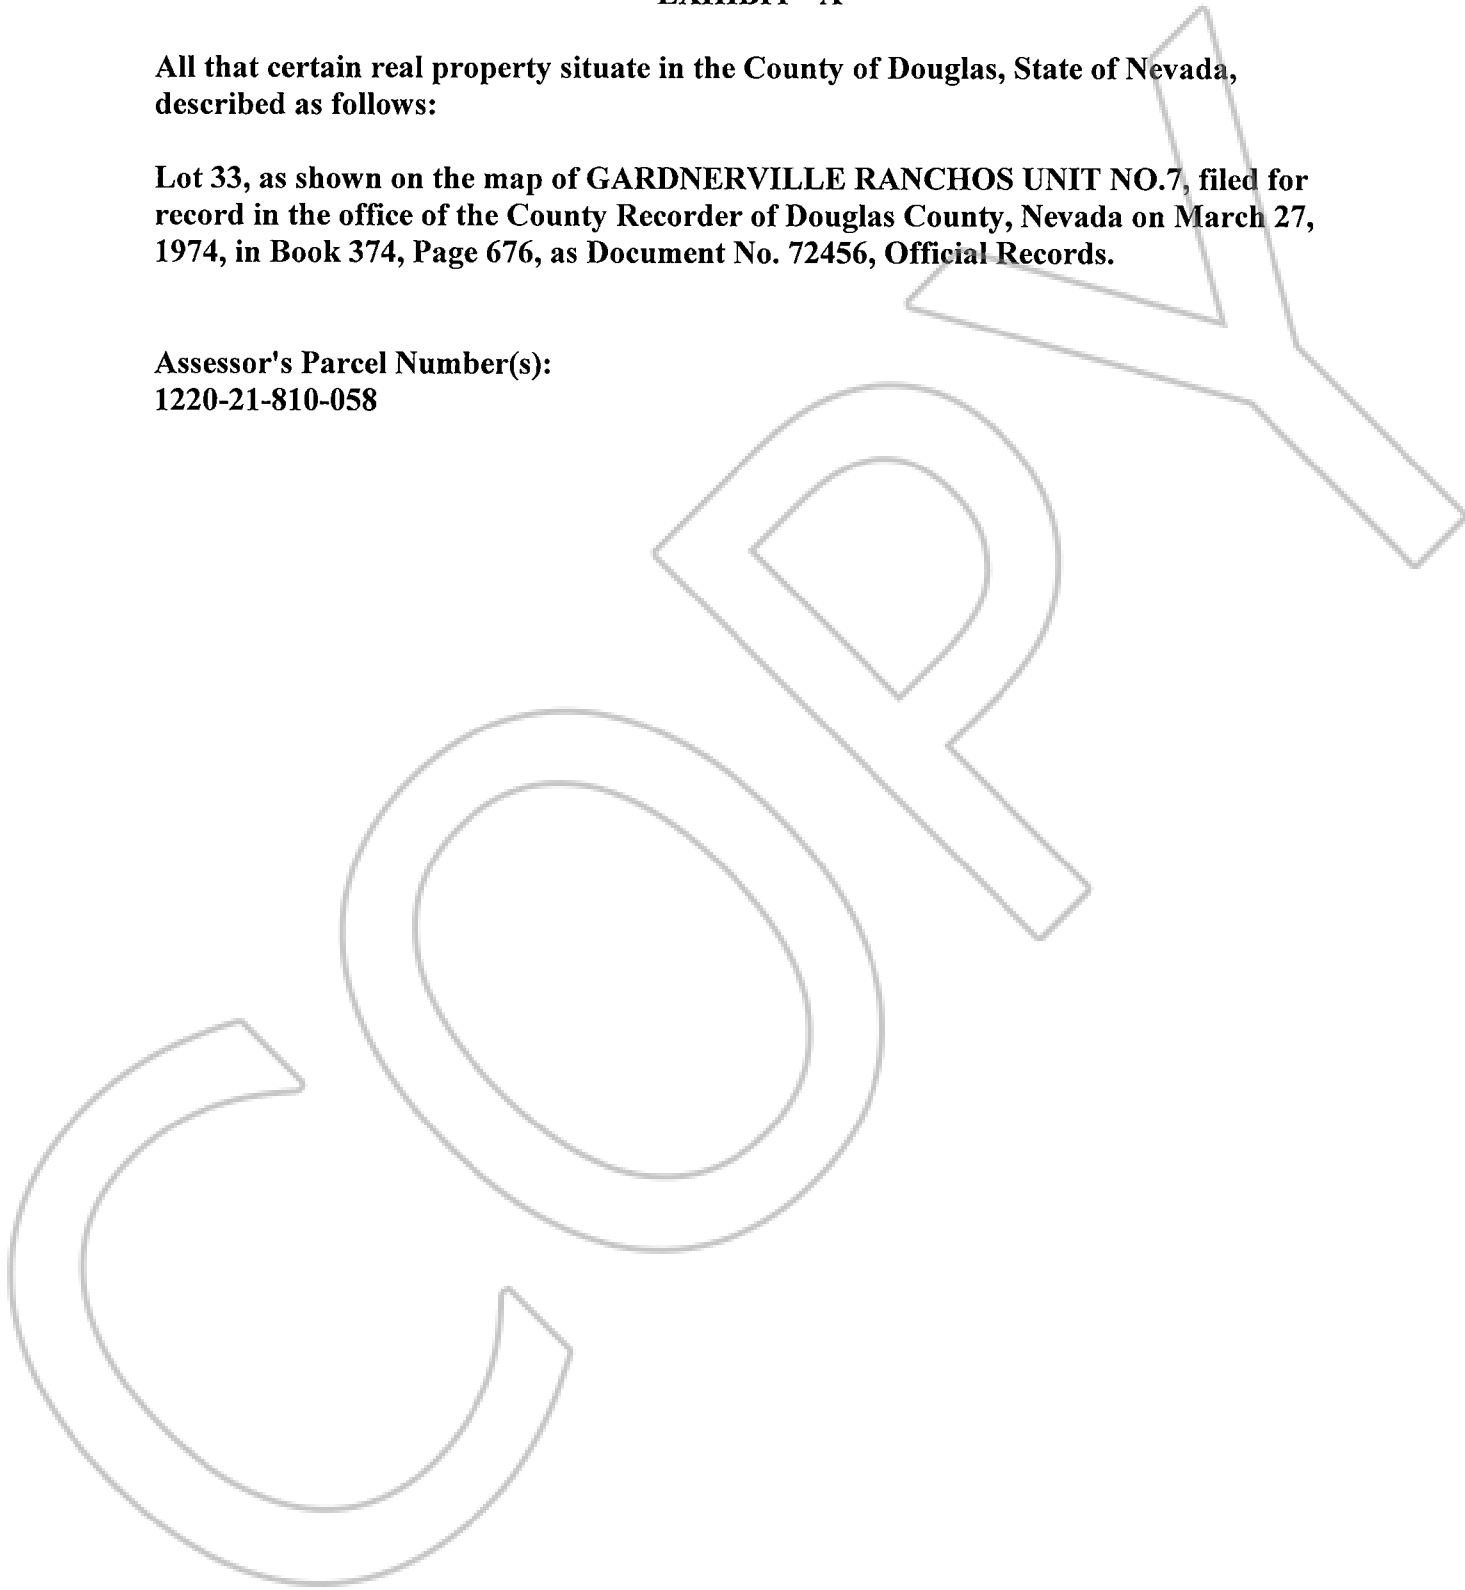 EXHIBIT "A"
All that certain real property situate in the County of Douglas, State of Nevada,
described as follows:
Lot 33, as shown on the map of GARDNERVILLE RANCHOS UNIT NO.7, filed for
record in the office of the County Recorder of Douglas County, Nevada on March 27,
1974, in Book 374, Page 676, as Document No. 72456, Official Records.
Assessor's Parcel Number(s):
1220-21-810-058
COPY